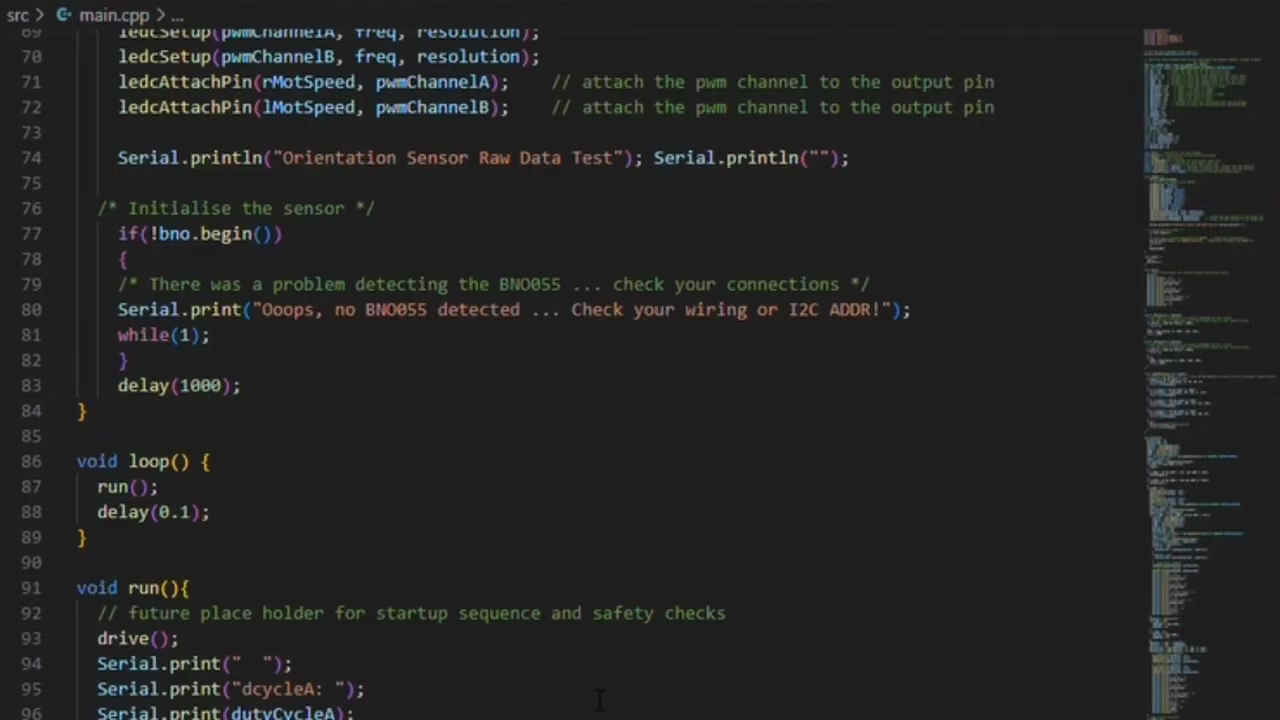 src > main.cpp > ...
69 ledcSetup(pwmChannelA, freq, resolution);
70 ledcSetup(pwmChannelB, freq, resolution);
71 ledcAttachPin(rMotSpeed, pwmChannelA);    // attach the pwm channel to the output pin
72 ledcAttachPin(lMotSpeed, pwmChannelB);    // attach the pwm channel to the output pin
73
74 Serial.println("Orientation Sensor Raw Data Test"); Serial.println("");
75
76 /* Initialise the sensor */
77 if(!bno.begin())
78 {
79 /* There was a problem detecting the BNO055 ... check your connections */
80 Serial.print("Ooops, no BNO055 detected ... Check your wiring or I2C ADDR!");
81 while(1);
82 }
83 delay(1000);
84 }
85
86 void loop() {
87 run();
88 delay(0.1);
89 }
90
91 void run(){
92 // future place holder for startup sequence and safety checks
93 drive();
94 Serial.print("  ");
95 Serial.print("dcycleA: ");
96 Serial.print(dutyCycleA);